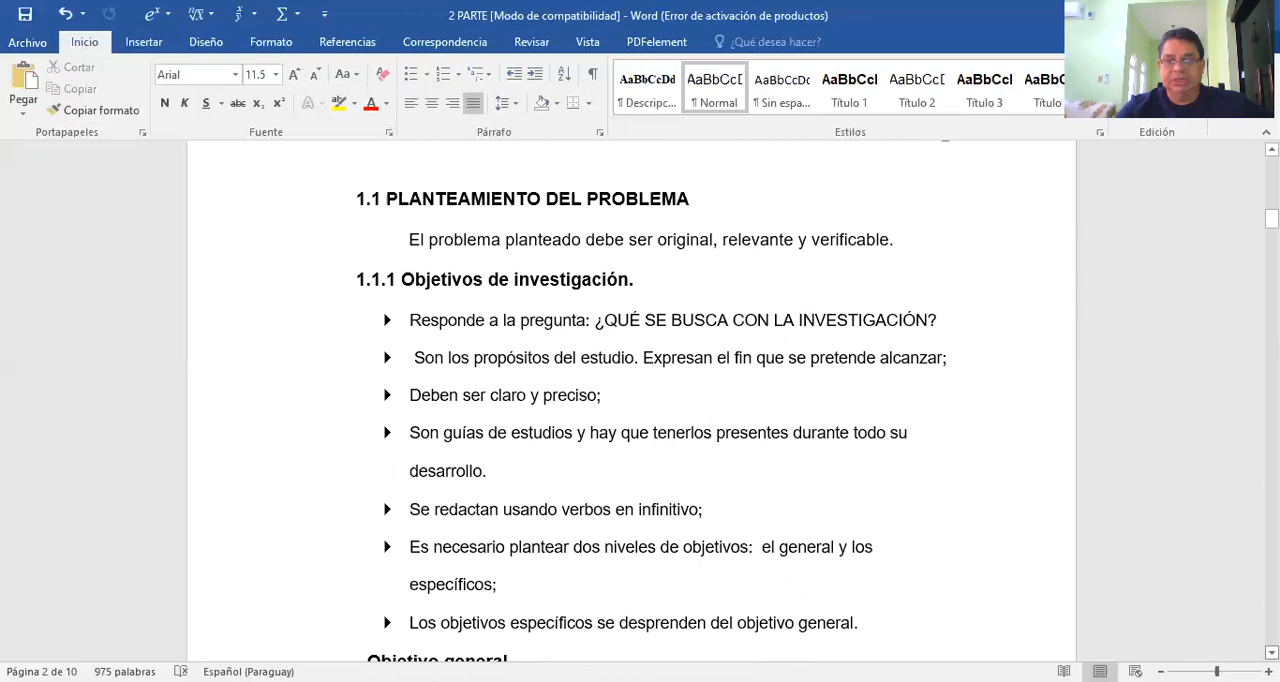 2 PARTE [Modo de compatibilidad] - Word (Error de activación de productos)
Archivo Inicio Insertar Diseño Formato Referencias Correspondencia Revisar Vista PDFelement ¿Qué desea hacer?
Pegar
Cortar
Copiar
Copiar formato
Portapapeles
Arial 11.5
N K S abc x₂ x²
Fuente
Párrafo
AaBbCcDd AaBbCcI AaBbCcDc AaBbCcI AaBbCcI AaBbCcI AaBb
¶ Descripc... ¶ Normal ¶ Sin espa... Título 1 Título 2 Título 3 Título
Estilos
Edición
1.1 PLANTEAMIENTO DEL PROBLEMA
El problema planteado debe ser original, relevante y verificable.
1.1.1 Objetivos de investigación.
Responde a la pregunta: ¿QUÉ SE BUSCA CON LA INVESTIGACIÓN?
Son los propósitos del estudio. Expresan el fin que se pretende alcanzar;
Deben ser claro y preciso;
Son guías de estudios y hay que tenerlos presentes durante todo su
desarrollo.
Se redactan usando verbos en infinitivo;
Es necesario plantear dos niveles de objetivos: el general y los
específicos;
Los objetivos específicos se desprenden del objetivo general.
Objetivo general
Página 2 de 10 975 palabras Español (Paraguay)